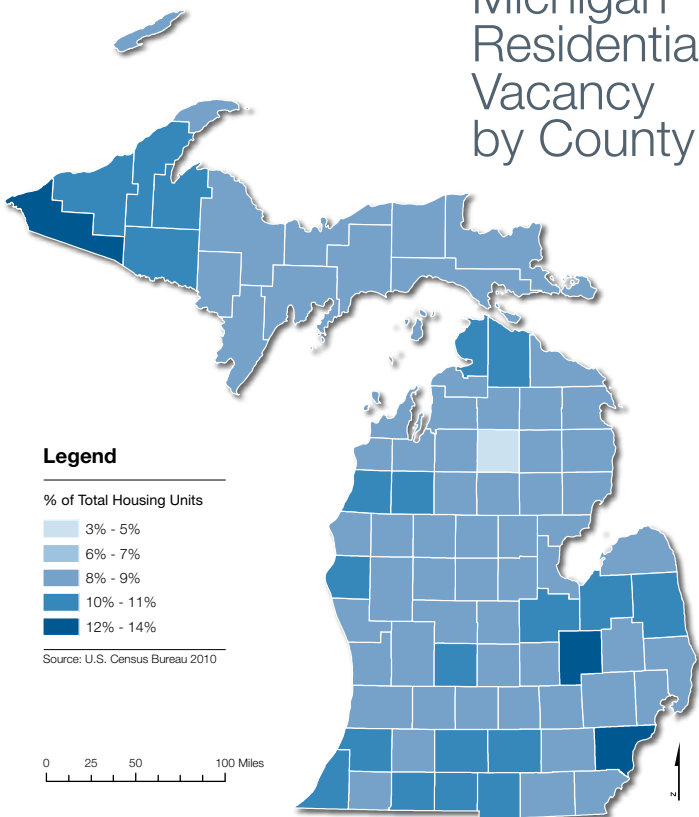 Michigan
Residentia
Vacancy
by County
Legend
% of Total Housing Units
3% - 5%
6% - 7%
8% - 9%
10% - 11%
12% - 14%
Source: U.S. Census Bureau 2010
0 25 50 100 Miles
N